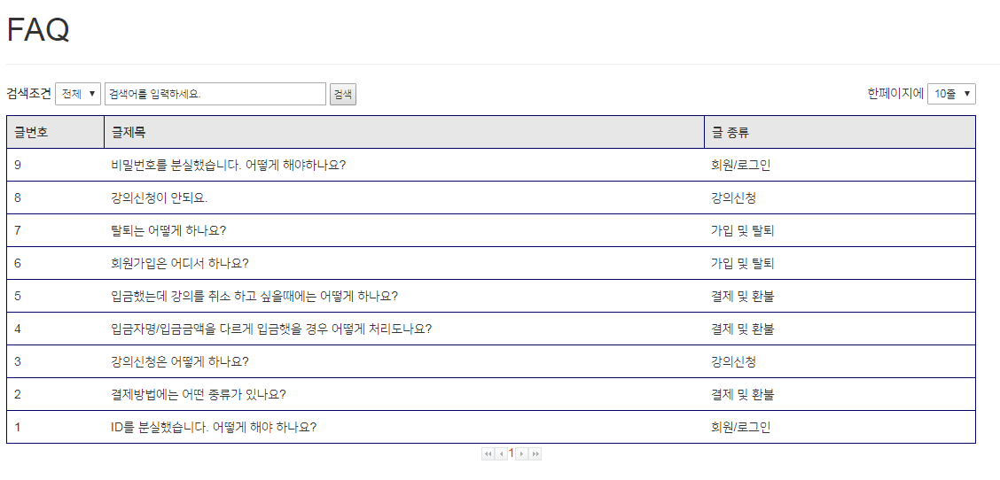 FAQ
검색조건 전체 검색어를 입력하세요. 검색 한페이지에 10줄
글번호 글제목 글 종류
9 비밀번호를 분실했습니다. 어떻게 해야하나요? 회원/로그인
8 강의신청이 안되요. 강의신청
7 탈퇴는 어떻게 하나요? 가입 및 탈퇴
6 회원가입은 어디서 하나요? 가입 및 탈퇴
5 입금했는데 강의를 취소 하고 싶을때에는 어떻게 하나요? 결제 및 환불
4 입금자명/입금금액을 다르게 입금햇을 경우 어떻게 처리도나요? 결제 및 환불
3 강의신청은 어떻게 하나요? 강의신청
2 결제방법에는 어떤 종류가 있나요? 결제 및 환불
1 ID를 분실했습니다. 어떻게 해야 하나요? 회원/로그인
1